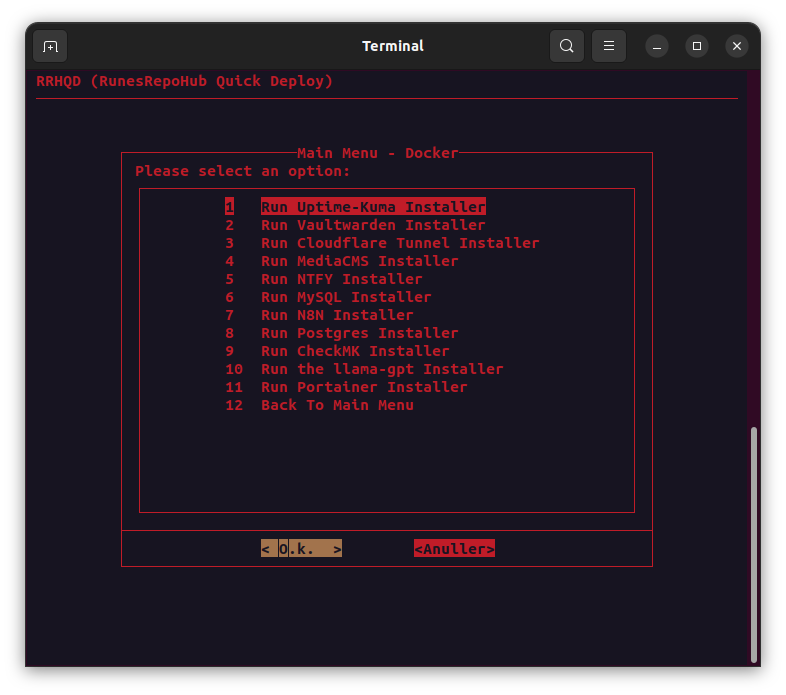 Terminal
RRHQD (RunesRepoHub Quick Deploy)
Main Menu - Docker
Please select an option:
1 Run Uptime-Kuma Installer
2 Run Vaultwarden Installer
3 Run Cloudflare Tunnel Installer
4 Run MediaCMS Installer
5 Run NTFY Installer
6 Run MySQL Installer
7 Run N8N Installer
8 Run Postgres Installer
9 Run CheckMK Installer
10 Run the llama-gpt Installer
11 Run Portainer Installer
12 Back To Main Menu
< O.k. > <Anuller>